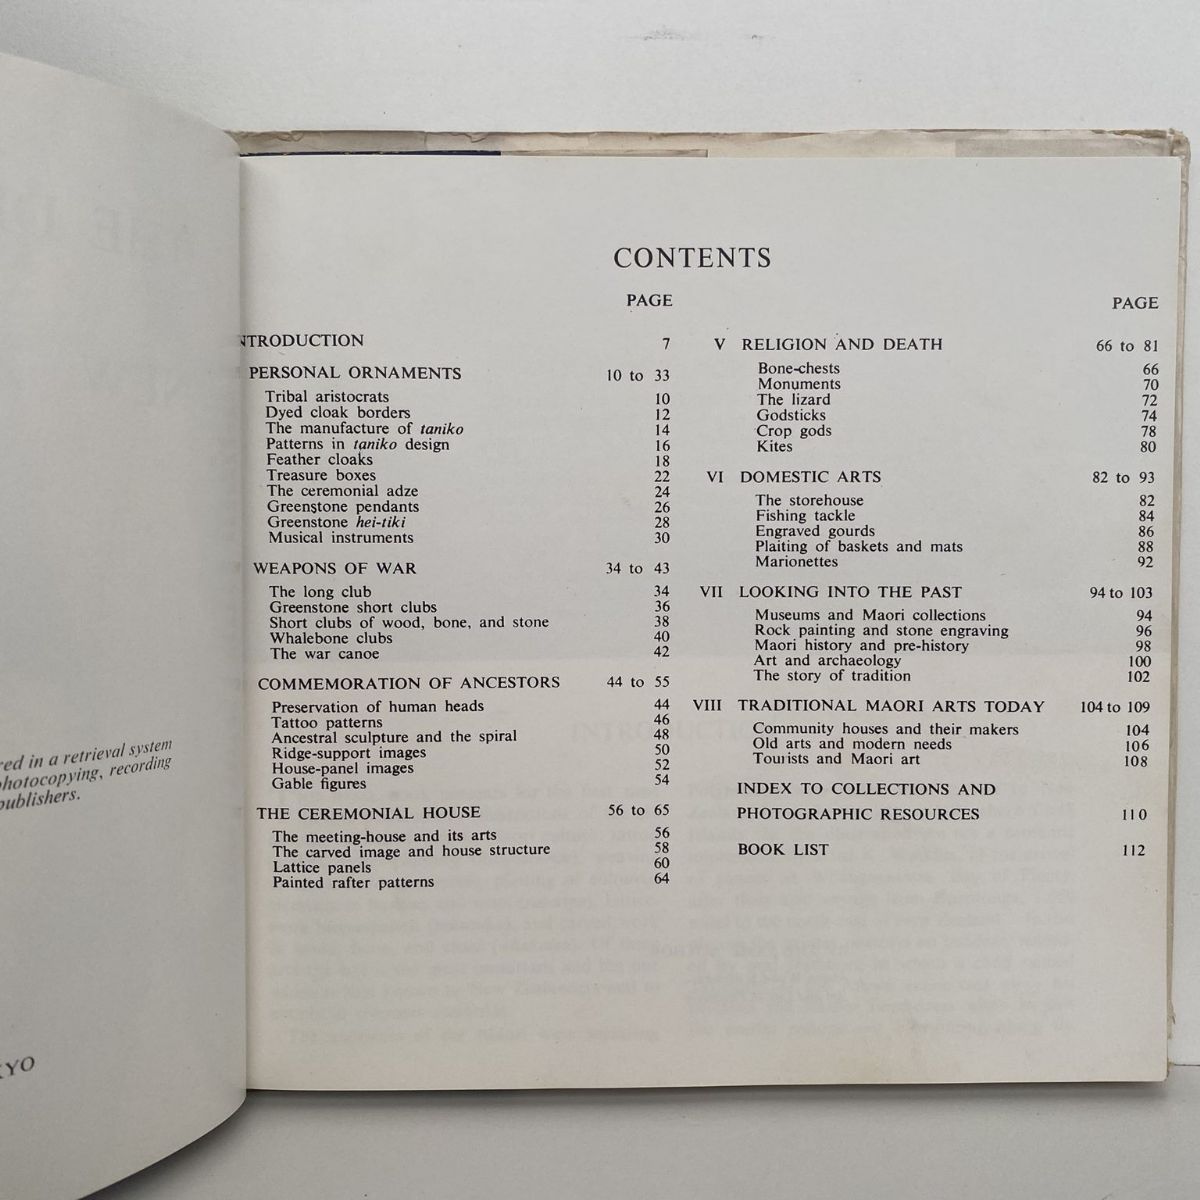 red in a retrieval system
photocopying, recording
publishers.
KYO
CONTENTS
PAGE
NTRODUCTION 7
PERSONAL ORNAMENTS 10 to 33
Tribal aristocrats 10
Dyed cloak borders 12
The manufacture of taniko 14
Patterns in taniko design 16
Feather cloaks 18
Treasure boxes 22
The ceremonial adze 24
Greenstone pendants 26
Greenstone hei-tiki 28
Musical instruments 30
WEAPONS OF WAR 34 to 43
The long club 34
Greenstone short clubs 36
Short clubs of wood, bone, and stone 38
Whalebone clubs 40
The war canoe 42
COMMEMORATION OF ANCESTORS 44 to 55
Preservation of human heads 44
Tattoo patterns 46
Ancestral sculpture and the spiral 48
Ridge-support images 50
House-panel images 52
Gable figures 54
THE CEREMONIAL HOUSE 56 to 65
The meeting-house and its arts 56
The carved image and house structure 58
Lattice panels 60
Painted rafter patterns 64
PAGE
V RELIGION AND DEATH 66 to 81
Bone-chests 66
Monuments 70
The lizard 72
Godsticks 74
Crop gods 78
Kites 80
VI DOMESTIC ARTS 82 to 93
The storehouse 82
Fishing tackle 84
Engraved gourds 86
Plaiting of baskets and mats 88
Marionettes 92
VII LOOKING INTO THE PAST 94 to 103
Museums and Maori collections 94
Rock painting and stone engraving 96
Maori history and pre-history 98
Art and archaeology 100
The story of tradition 102
VIII TRADITIONAL MAORI ARTS TODAY 104 to 109
Community houses and their makers 104
Old arts and modern needs 106
Tourists and Maori art 108
INDEX TO COLLECTIONS AND
PHOTOGRAPHIC RESOURCES 110
BOOK LIST 112